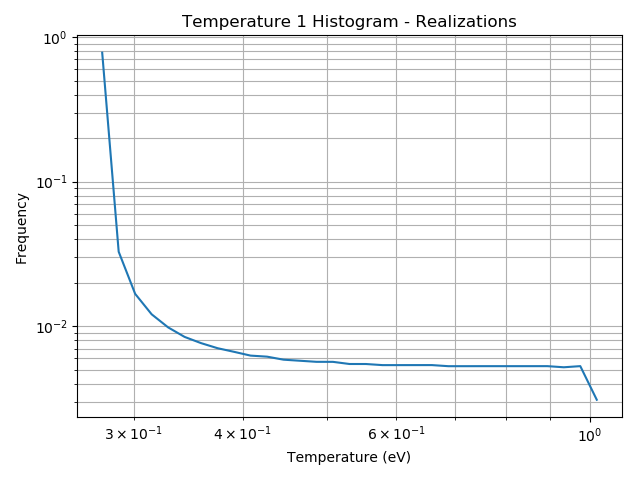 Temperature 1 Histogram - Realizations
10⁰
10⁻¹
10⁻²
Frequency
3 × 10⁻¹
4 × 10⁻¹
6 × 10⁻¹
10⁰
Temperature (eV)